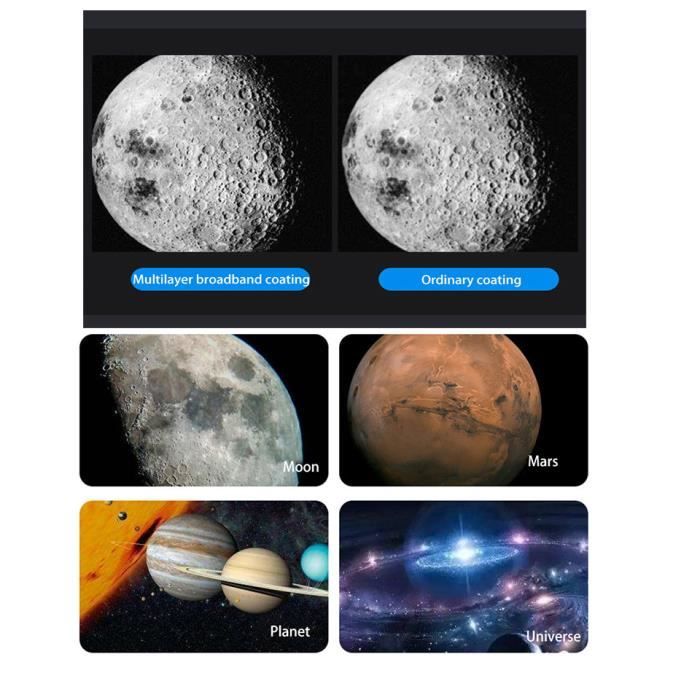 Multilayer broadband coating
Ordinary coating
Moon
Mars
Planet
Universe